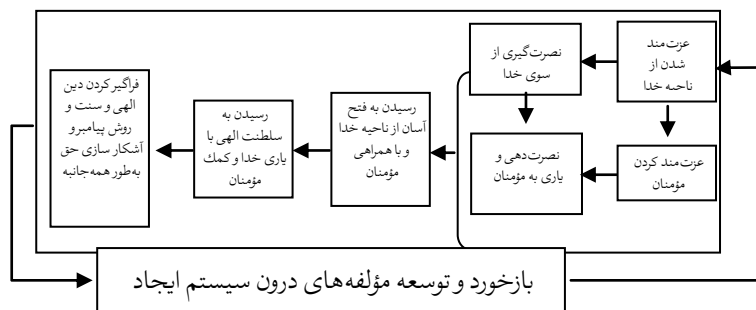 عزت‌مند
شدن از
ناحیه خدا
نصرت‌گیری از
سوی خدا
عزت‌مند کردن
مؤمنان
نصرت‌دهی و
یاری به مؤمنان
رسیدن به فتح
آسان از ناحیه خدا
و با همراهی
مؤمنان
رسیدن به
سلطنت الهی با
یاری خدا و کمك
مؤمنان
فراگیر کردن دین
الهی و سنت و
روش پیامبر و
آشکار سازی حق
به‌طور همه‌جانبه
بازخورد و توسعه مؤلفه‌های درون سیستم ایجاد